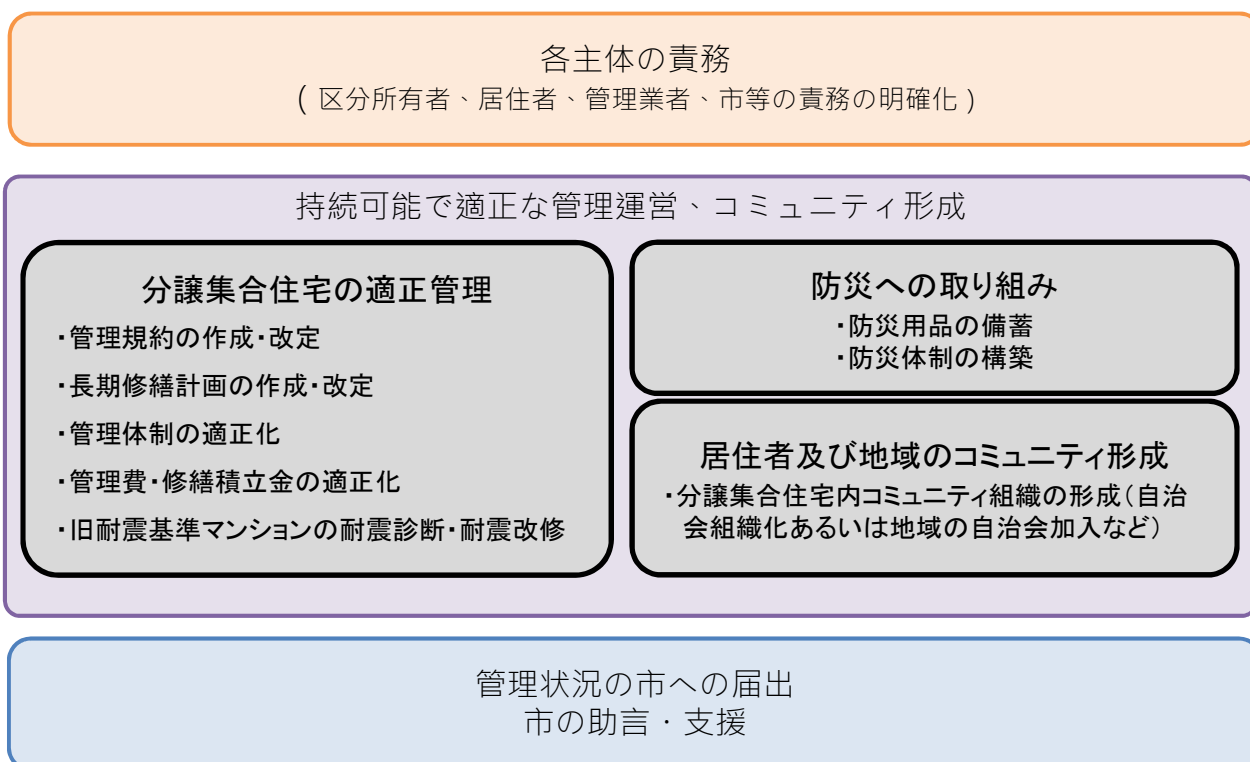 各主体の責務
(区分所有者、居住者、管理業者、市等の責務の明確化)
持続可能で適正な管理運営、コミュニティ形成
分譲集合住宅の適正管理
・管理規約の作成・改定
・長期修繕計画の作成・改定
・管理体制の適正化
・管理費・修繕積立金の適正化
・旧耐震基準マンションの耐震診断・耐震改修
防災への取り組み
・防災用品の備蓄
・防災体制の構築
居住者及び地域のコミュニティ形成
・分譲集合住宅内コミュニティ組織の形成(自治
会組織化あるいは地域の自治会加入など)
管理状況の市への届出
市の助言・支援